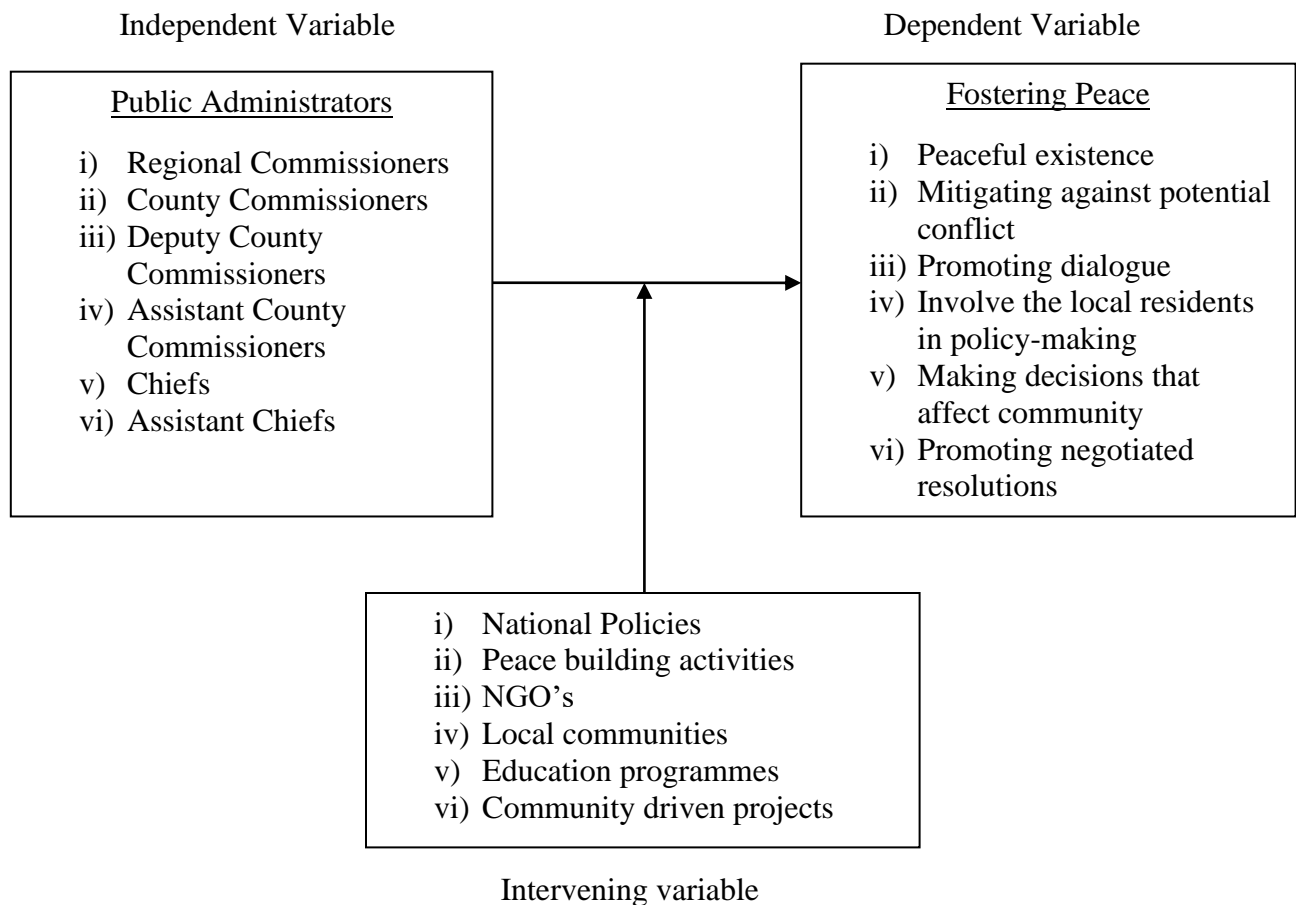 Independent Variable
Dependent Variable
Public Administrators
i) Regional Commissioners
ii) County Commissioners
iii) Deputy County
Commissioners
iv) Assistant County
Commissioners
v) Chiefs
vi) Assistant Chiefs
Fostering Peace
i) Peaceful existence
ii) Mitigating against potential
conflict
iii) Promoting dialogue
iv) Involve the local residents
in policy-making
v) Making decisions that
affect community
vi) Promoting negotiated
resolutions
i) National Policies
ii) Peace building activities
iii) NGO’s
iv) Local communities
v) Education programmes
vi) Community driven projects
Intervening variable